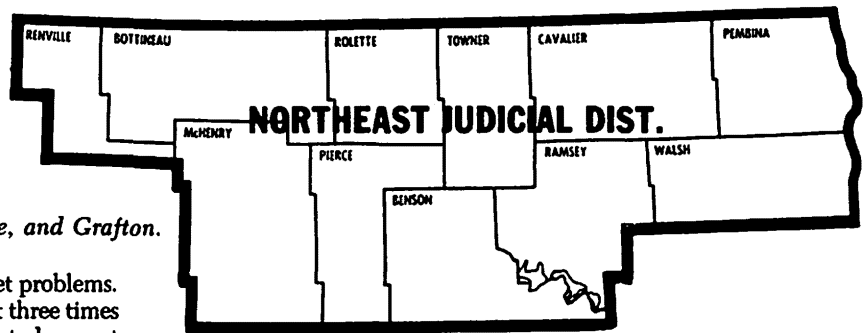 RENVILLE
BOTTINEAU
ROLETTE
TOWNER
CAVALIER
PEMBINA
NORTHEAST JUDICIAL DIST.
McHENRY
PIERCE
RAMSEY
WALSH
BENSON
e, and Grafton.
et problems.
t three times